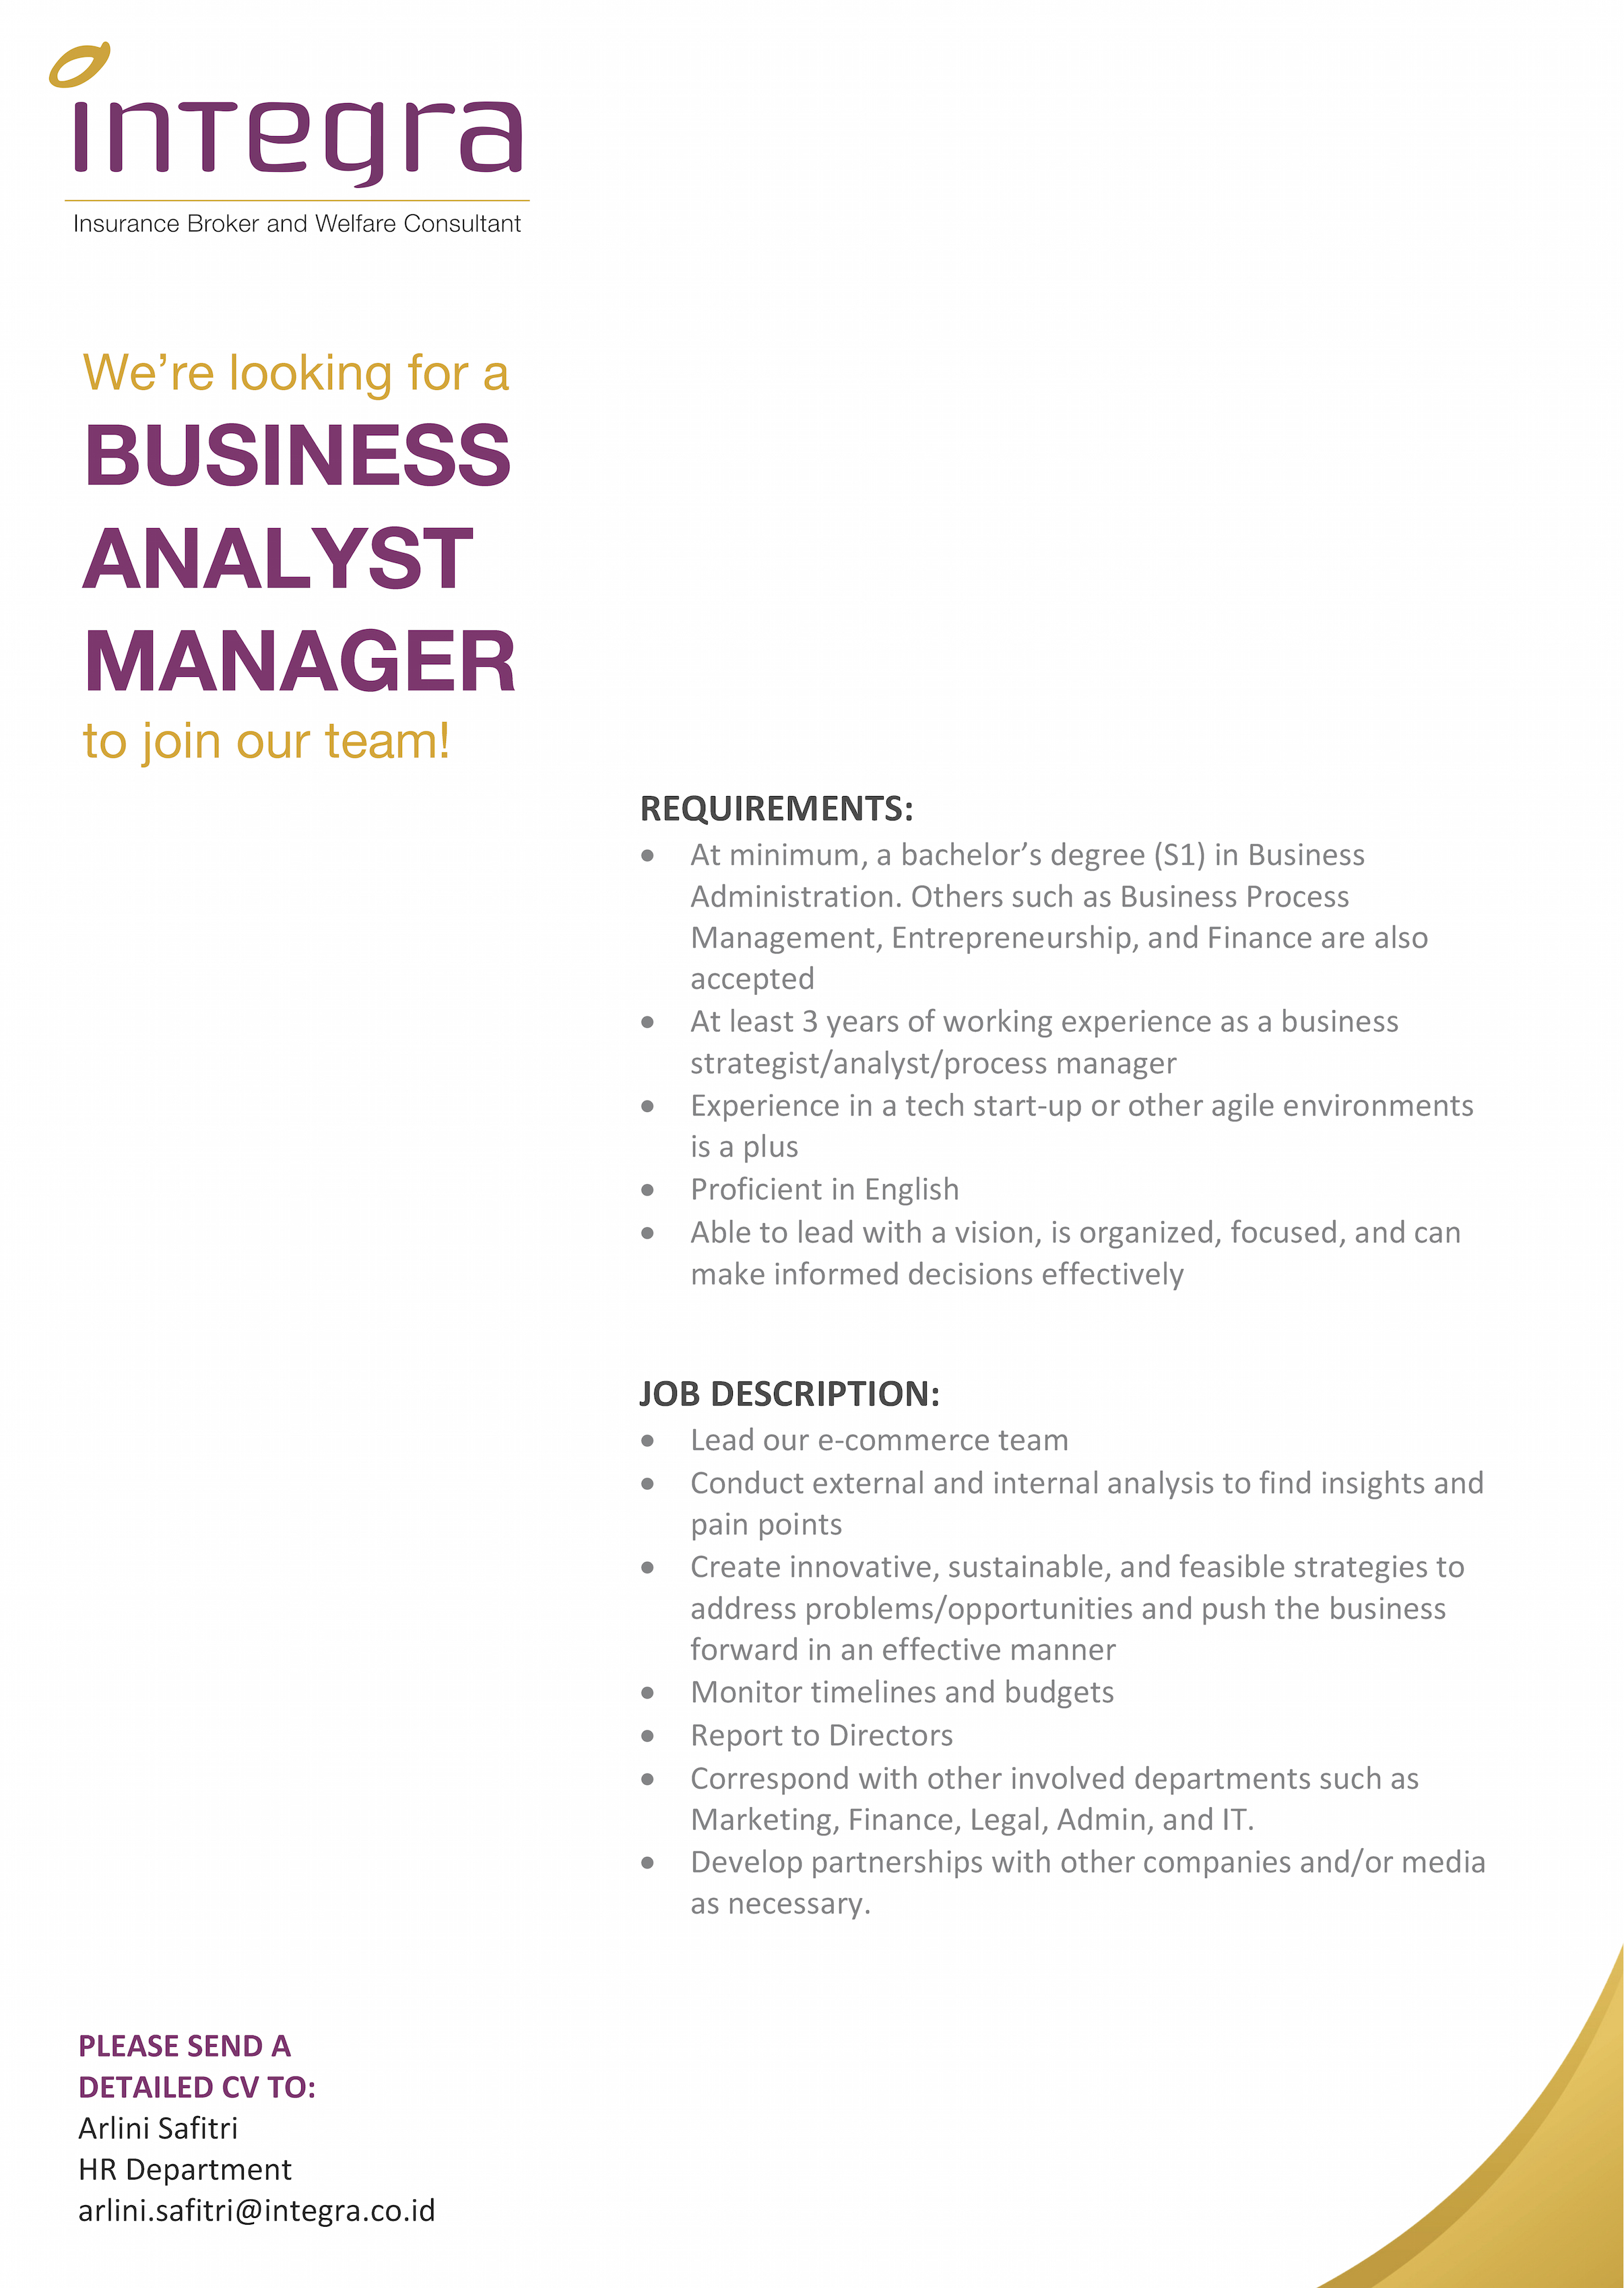 integra
Insurance Broker and Welfare Consultant
We’re looking for a
BUSINESS
ANALYST
MANAGER
to join our team!
REQUIREMENTS:
• At minimum, a bachelor’s degree (S1) in Business
Administration. Others such as Business Process
Management, Entrepreneurship, and Finance are also
accepted
• At least 3 years of working experience as a business
strategist/analyst/process manager
• Experience in a tech start-up or other agile environments
is a plus
• Proficient in English
• Able to lead with a vision, is organized, focused, and can
make informed decisions effectively
JOB DESCRIPTION:
• Lead our e-commerce team
• Conduct external and internal analysis to find insights and
pain points
• Create innovative, sustainable, and feasible strategies to
address problems/opportunities and push the business
forward in an effective manner
• Monitor timelines and budgets
• Report to Directors
• Correspond with other involved departments such as
Marketing, Finance, Legal, Admin, and IT.
• Develop partnerships with other companies and/or media
as necessary.
PLEASE SEND A
DETAILED CV TO:
Arlini Safitri
HR Department
arlini.safitri@integra.co.id